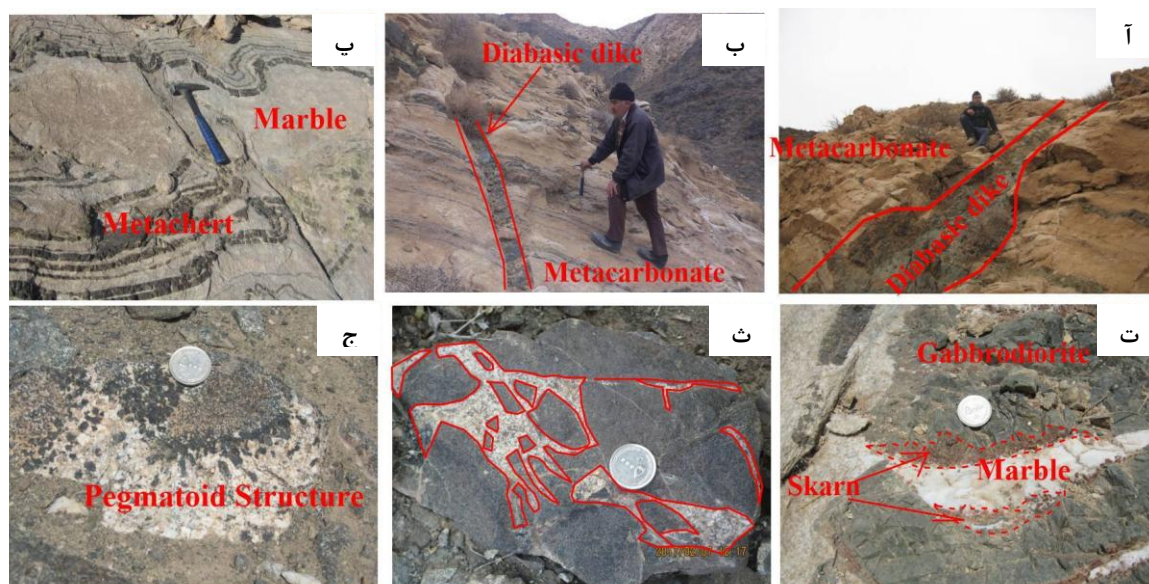 آ
Metacarbonate
Diabasic dike
ب
Diabasic dike
Metacarbonate
پ
Marble
Metachert
ت
Gabbrodiorite
Marble
Skarn
ث
ج
Pegmatoid Structure